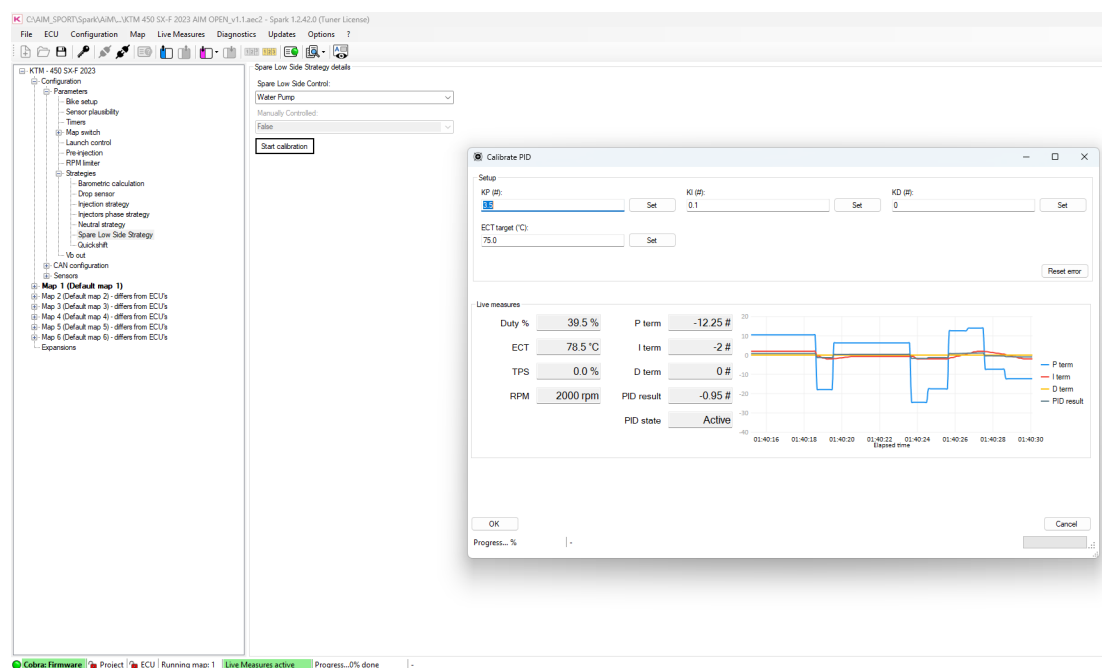 C:\AIM_SPORT\Spark\AiM\...\KTM 450 SX-F 2023 AIM OPEN_v1.1.aec2 - Spark 1.2.42.0 (Tuner License)
File ECU Configuration Map Live Measures Diagnostics Updates Options ?
KTM - 450 SX-F 2023
Configuration
Parameters
Bike setup
Sensor plausibility
Timers
Map switch
Launch control
Pre-injection
RPM limiter
Strategies
Barometric calculation
Drop sensor
Injection strategy
Injectors phase strategy
Neutral strategy
Spare Low Side Strategy
Quickshift
Vb out
CAN configuration
Sensors
Map 1 (Default map 1)
Map 2 (Default map 2) - differs from ECU's
Map 3 (Default map 3) - differs from ECU's
Map 4 (Default map 4) - differs from ECU's
Map 5 (Default map 5) - differs from ECU's
Map 6 (Default map 6) - differs from ECU's
Expansions
Spare Low Side Strategy details
Spare Low Side Control:
Water Pump
Manually Controlled:
False
Start calibration
Calibrate PID
Setup
KP (#): KI (#): KD (#):
3.5 Set 0.1 Set 0 Set
ECT target (°C):
75.0 Set
Reset error
Live measures
Duty % 39.5 % P term -12.25 #
ECT 78.5 °C I term -2 #
TPS 0.0 % D term 0 #
RPM 2000 rpm PID result -0.95 #
PID state Active
20
10
0
-10
-20
-30
-40
01:40:16 01:40:18 01:40:20 01:40:22 01:40:24 01:40:26 01:40:28 01:40:30
Elapsed time
P term
I term
D term
PID result
OK Cancel
Progress... % -
Cobra: Firmware Project ECU Running map: 1 Live Measures active Progress...0% done -